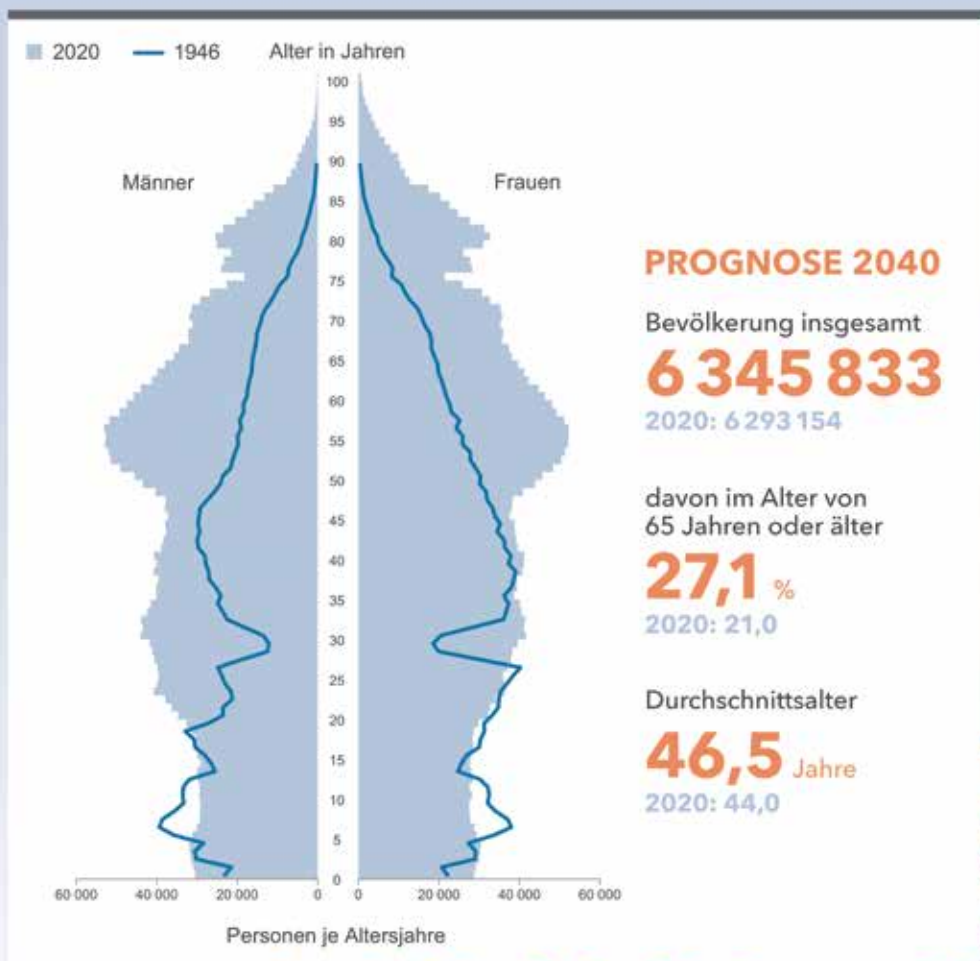 2020 1946 Alter in Jahren
100
95
90
Männer Frauen
85
80
75
70
65
60
55
50
45
40
35
30
25
20
15
10
5
0
60 000 40 000 20 000 0 0 20 000 40 000 60 000
Personen je Altersjahre
PROGNOSE 2040
Bevölkerung insgesamt
6 345 833
2020: 6 293 154
davon im Alter von
65 Jahren oder älter
27,1 %
2020: 21,0
Durchschnittsalter
46,5 Jahre
2020: 44,0